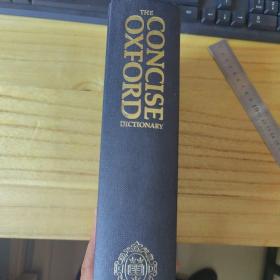 THE
CONCISE
OXFORD
DICTIONARY